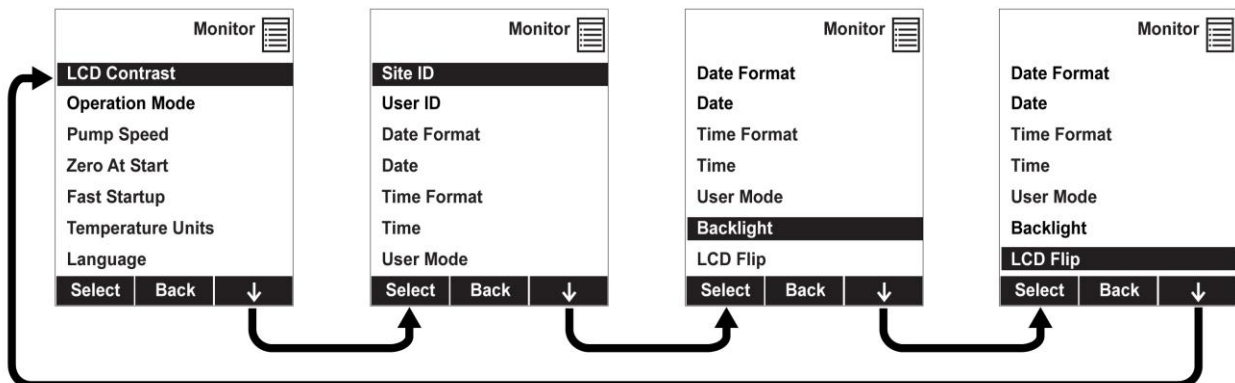 Monitor
LCD Contrast
Operation Mode
Pump Speed
Zero At Start
Fast Startup
Temperature Units
Language
Select Back ↓
Monitor
Site ID
User ID
Date Format
Date
Time Format
Time
User Mode
Select Back ↓
Monitor
Date Format
Date
Time Format
Time
User Mode
Backlight
LCD Flip
Select Back ↓
Monitor
Date Format
Date
Time Format
Time
User Mode
Backlight
LCD Flip
Select Back ↓